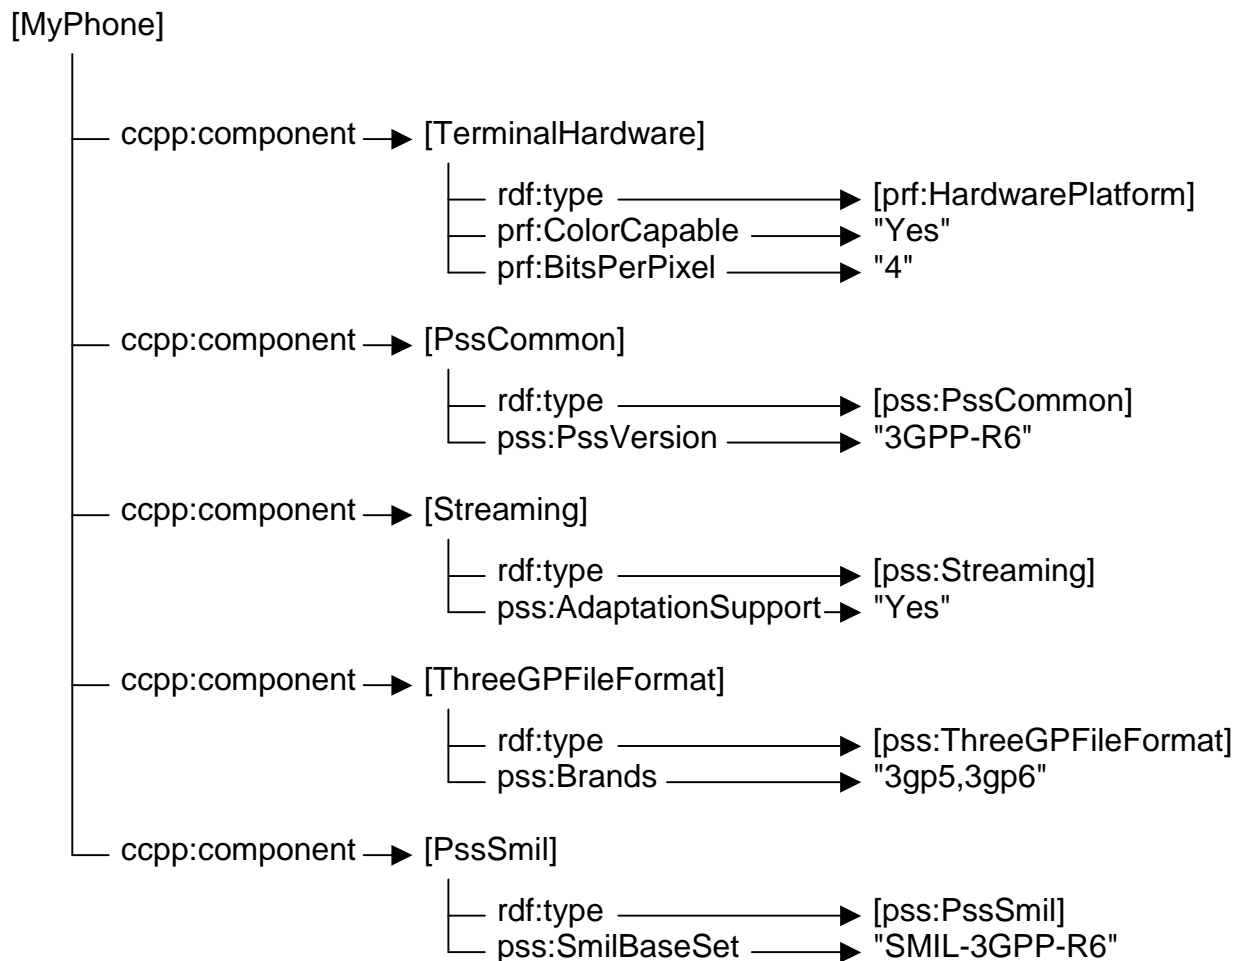 [MyPhone]
ccpp:component [TerminalHardware]
rdf:type [prf:HardwarePlatform]
prf:ColorCapable "Yes"
prf:BitsPerPixel "4"
ccpp:component [PssCommon]
rdf:type [pss:PssCommon]
pss:PssVersion "3GPP-R6"
ccpp:component [Streaming]
rdf:type [pss:Streaming]
pss:AdaptationSupport "Yes"
ccpp:component [ThreeGPFileFormat]
rdf:type [pss:ThreeGPFileFormat]
pss:Brands "3gp5,3gp6"
ccpp:component [PssSmil]
rdf:type [pss:PssSmil]
pss:SmilBaseSet "SMIL-3GPP-R6"